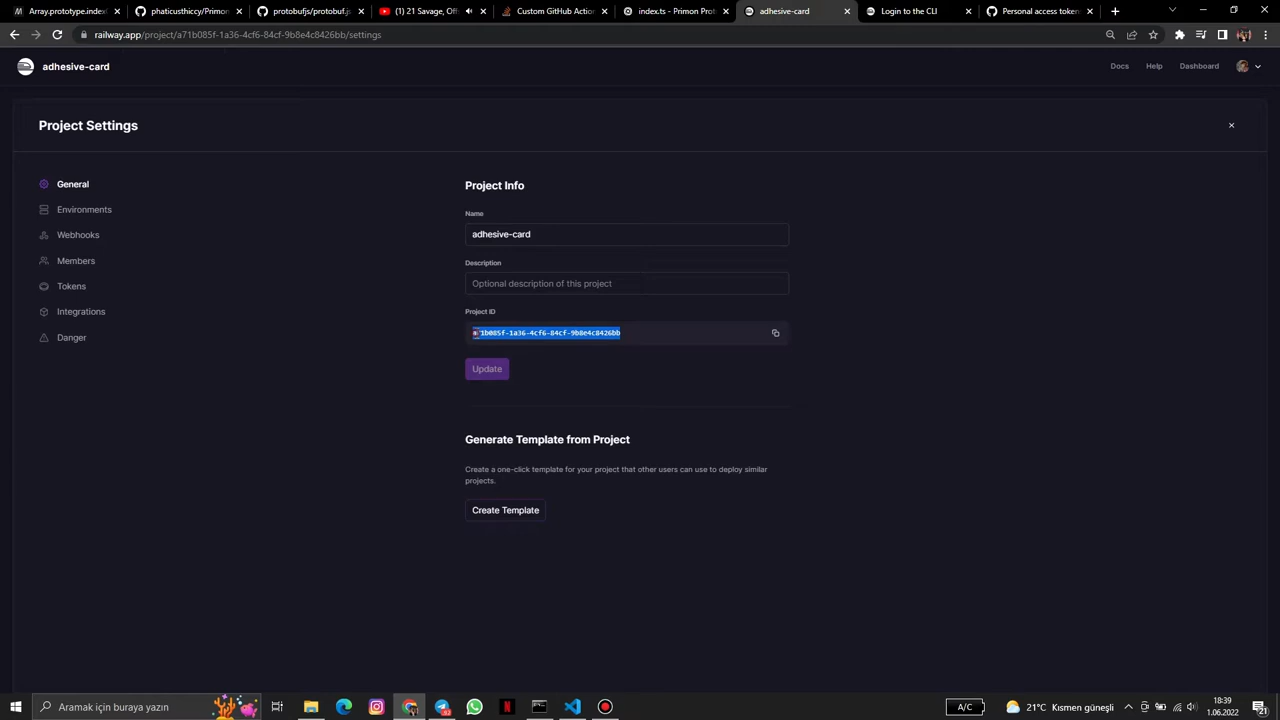 Array.prototype.indexO
phaticusthiccy/Primon
protobufjs/protobuf.js
(1) 21 Savage, Off
Custom GitHub Action
index.ts - Primon Prot
adhesive-card
Login to the CLI
Personal access token
railway.app/project/a71b085f-1a36-4cf6-84cf-9b8e4c8426bb/settings
adhesive-card
Docs
Help
Dashboard
Project Settings
General
Environments
Webhooks
Members
Tokens
Integrations
Danger
Project Info
Name
adhesive-card
Description
Optional description of this project
Project ID
71b085f-1a36-4cf6-84cf-9b8e4c8426bb
Update
Generate Template from Project
Create a one-click template for your project that other users can use to deploy similar
projects.
Create Template
Aramak için buraya yazın
A/C
21°C Kısmen güneşli
18:39
1.06.2022